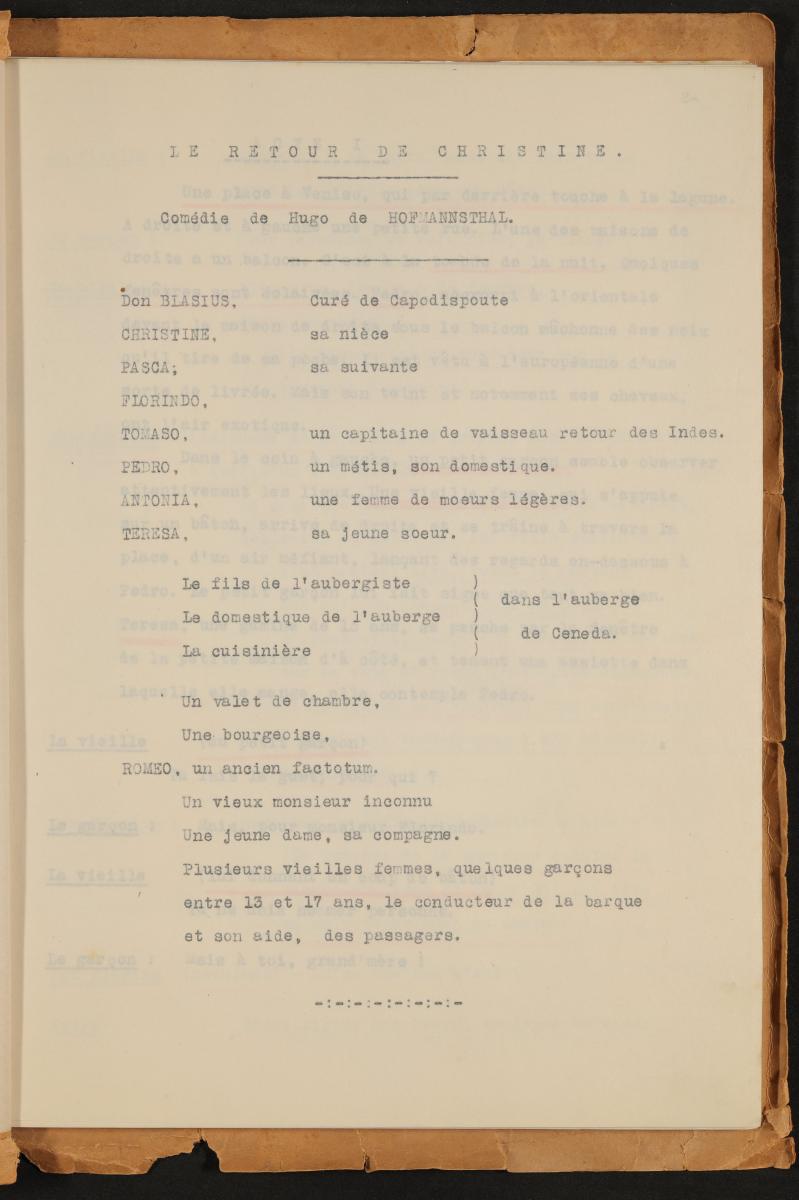 LE RETOUR DE CHRISTINE.
Comédie de Hugo de HOFMANNSTHAL.
Don BLASIUS, Curé de Capodispoute
CHRISTINE, sa nièce
PASCA; sa suivante
FLORINDO,
TOMASO, un capitaine de vaisseau retour des Indes.
PEDRO, un métis, son domestique.
ANTONIA, une femme de moeurs légères.
TERESA, sa jeune soeur.
Le fils de l'aubergiste )
( dans l'auberge
Le domestique de l'auberge )
( de Ceneda.
La cuisinière )
Un valet de chambre,
Une bourgeoise,
ROMEO, un ancien factotum.
Un vieux monsieur inconnu
Une jeune dame, sa compagne.
Plusieurs vieilles femmes, quelques garçons
entre 13 et 17 ans, le conducteur de la barque
et son aide, des passagers.
-:-:-:-:-:-:-:-:-